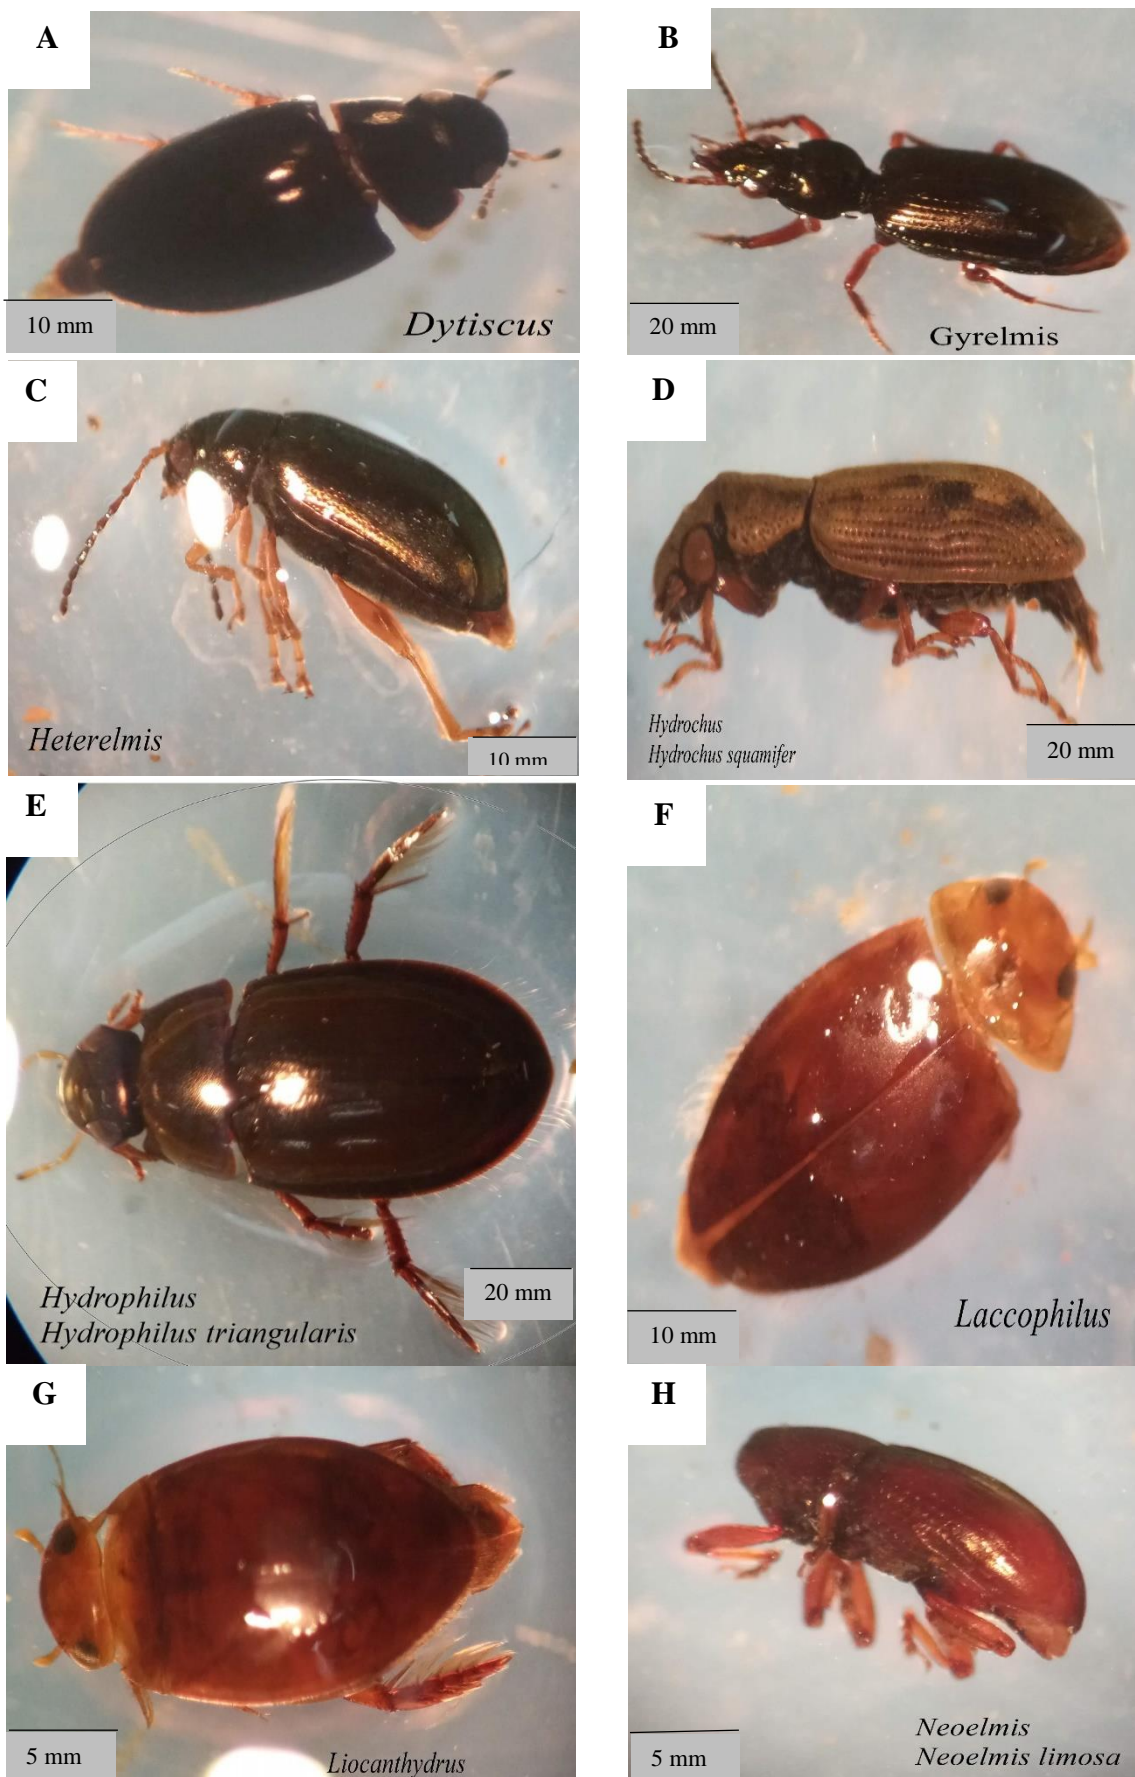 A
10 mm
Dytiscus
B
20 mm
Gyrelmis
C
Heterelmis
10 mm
D
Hydrochus
Hydrochus squamifer
20 mm
E
Hydrophilus
Hydrophilus triangularis
20 mm
F
10 mm
Laccophilus
G
5 mm
Liocanthydrus
H
5 mm
Neoelmis
Neoelmis limosa